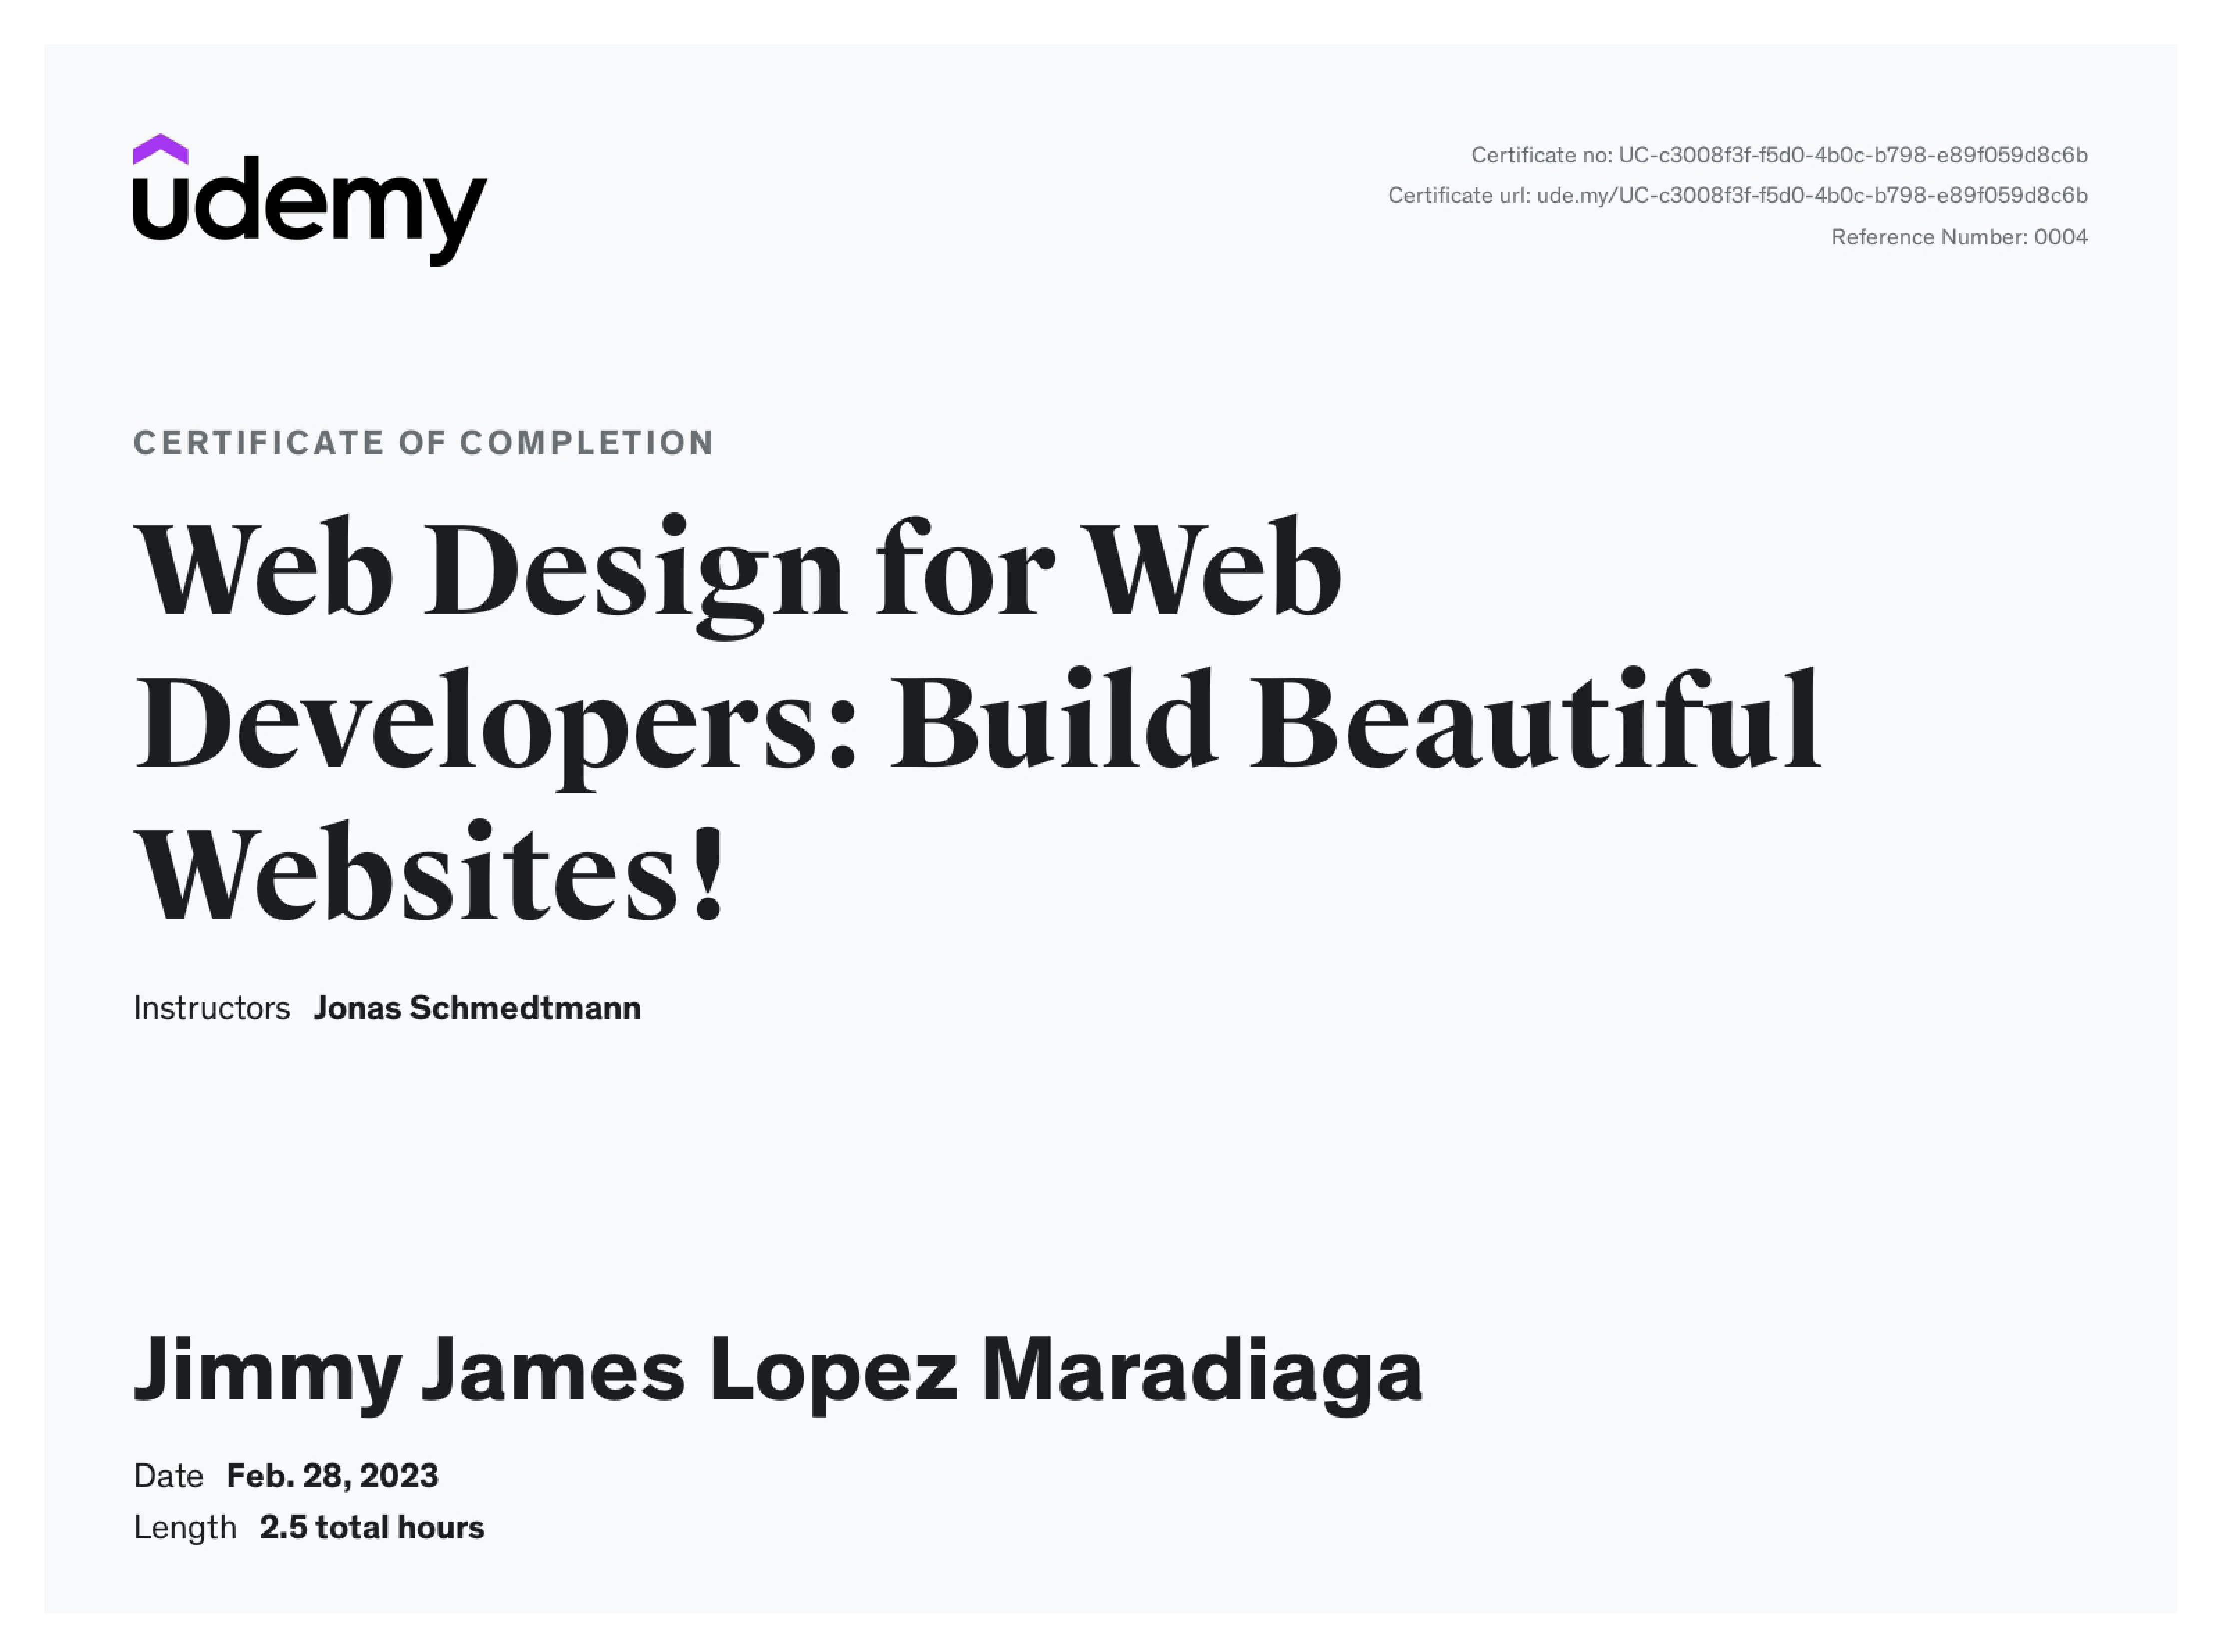 udemy
Certificate no: UC-c3008f3f-f5d0-4b0c-b798-e89f059d8c6b
Certificate url: ude.my/UC-c3008f3f-f5d0-4b0c-b798-e89f059d8c6b
Reference Number: 0004
CERTIFICATE OF COMPLETION
Web Design for Web
Developers: Build Beautiful
Websites!
Instructors Jonas Schmedtmann
Jimmy James Lopez Maradiaga
Date Feb. 28, 2023
Length 2.5 total hours